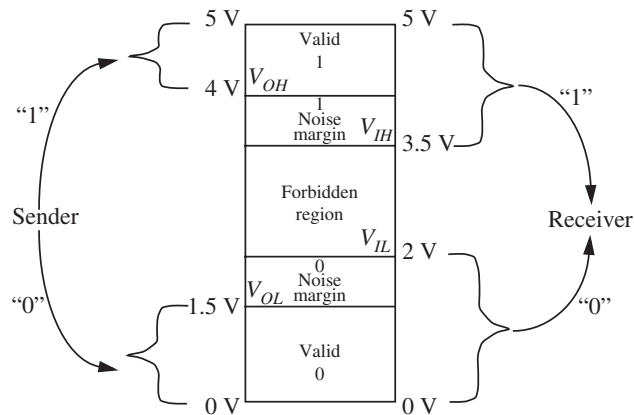 5 V
5 V
Valid
1
V_OH
4 V
1
Noise
margin
V_IH
3.5 V
“1”
“1”
Forbidden
region
Sender
Receiver
V_IL
2 V
0
Noise
margin
V_OL
1.5 V
“0”
“0”
Valid
0
0 V
0 V